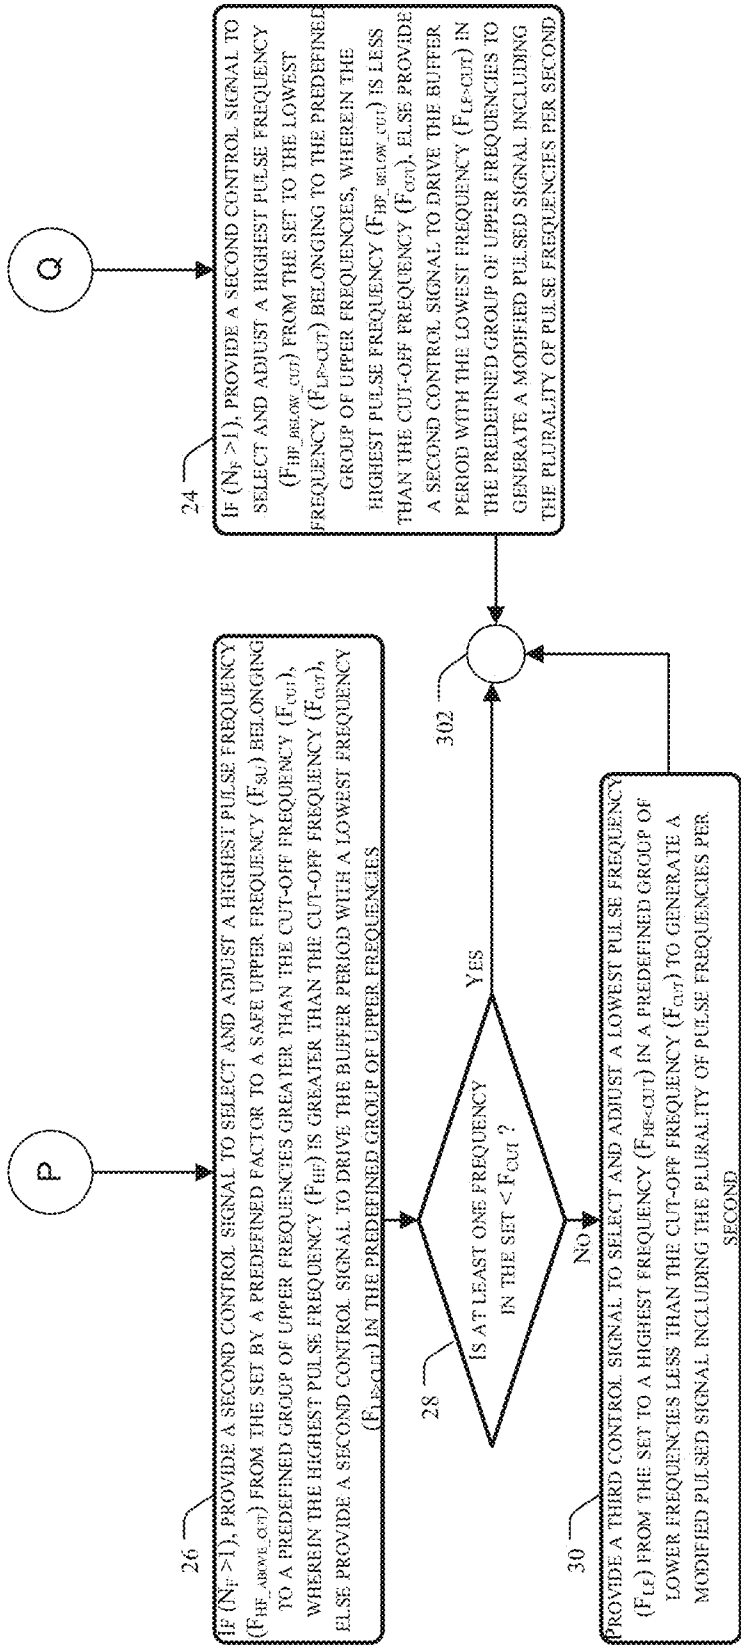 P
26
IF (NF >1), PROVIDE A SECOND CONTROL SIGNAL TO SELECT AND ADJUST A HIGHEST PULSE FREQUENCY
(FHF_ABOVE_CUT) FROM THE SET BY A PREDEFINED FACTOR TO A SAFE UPPER FREQUENCY (FSU) BELONGING
TO A PREDEFINED GROUP OF UPPER FREQUENCIES GREATER THAN THE CUT-OFF FREQUENCY (FCUT),
WHEREIN THE HIGHEST PULSE FREQUENCY (FHF) IS GREATER THAN THE CUT-OFF FREQUENCY (FCUT),
ELSE PROVIDE A SECOND CONTROL SIGNAL TO DRIVE THE BUFFER PERIOD WITH A LOWEST FREQUENCY
(FLF>CUT) IN THE PREDEFINED GROUP OF UPPER FREQUENCIES
28
IS AT LEAST ONE FREQUENCY
IN THE SET < FCUT ?
YES
NO
30
PROVIDE A THIRD CONTROL SIGNAL TO SELECT AND ADJUST A LOWEST PULSE FREQUENCY
(FLF) FROM THE SET TO A HIGHEST FREQUENCY (FHF<CUT) IN A PREDEFINED GROUP OF
LOWER FREQUENCIES LESS THAN THE CUT-OFF FREQUENCY (FCUT) TO GENERATE A
MODIFIED PULSED SIGNAL INCLUDING THE PLURALITY OF PULSE FREQUENCIES PER
SECOND
302
Q
24
IF (NF >1), PROVIDE A SECOND CONTROL SIGNAL TO
SELECT AND ADJUST A HIGHEST PULSE FREQUENCY
(FHF_BELOW_CUT) FROM THE SET TO THE LOWEST
FREQUENCY (FLF>CUT) BELONGING TO THE PREDEFINED
GROUP OF UPPER FREQUENCIES, WHEREIN THE
HIGHEST PULSE FREQUENCY (FHF_BELOW_CUT) IS LESS
THAN THE CUT-OFF FREQUENCY (FCUT), ELSE PROVIDE
A SECOND CONTROL SIGNAL TO DRIVE THE BUFFER
PERIOD WITH THE LOWEST FREQUENCY (FLF>CUT) IN
THE PREDEFINED GROUP OF UPPER FREQUENCIES TO
GENERATE A MODIFIED PULSED SIGNAL INCLUDING
THE PLURALITY OF PULSE FREQUENCIES PER SECOND